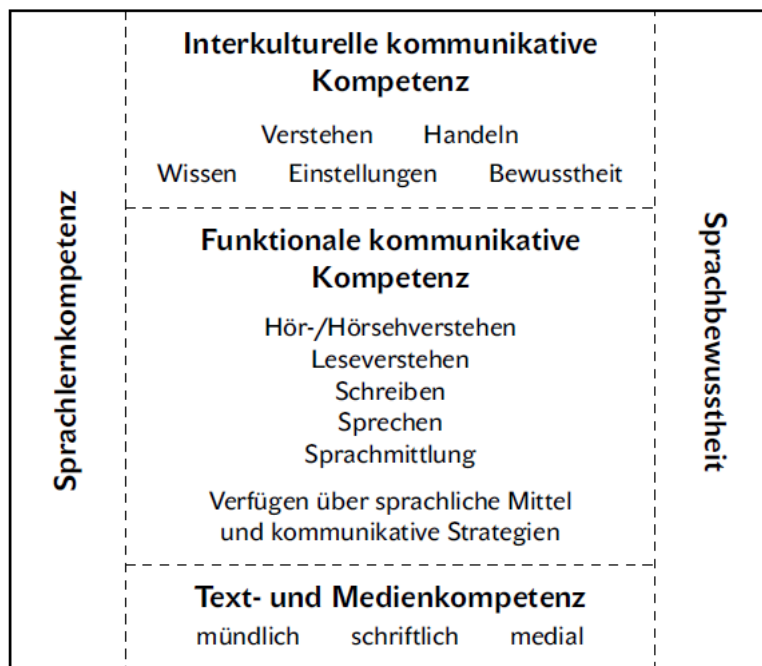 Sprachlernkompetenz
Interkulturelle kommunikative
Kompetenz
Verstehen Handeln
Wissen Einstellungen Bewusstheit
Funktionale kommunikative
Kompetenz
Hör-/Hörsehverstehen
Leseverstehen
Schreiben
Sprechen
Sprachmittlung
Verfügen über sprachliche Mittel
und kommunikative Strategien
Text- und Medienkompetenz
mündlich schriftlich medial
Sprachbewusstheit